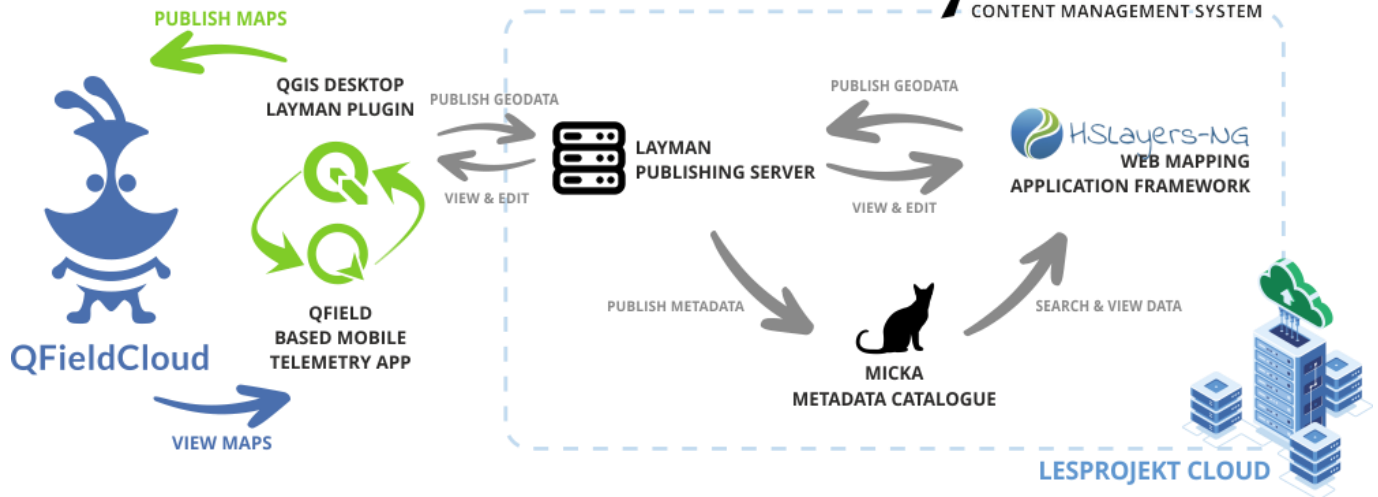 PUBLISH MAPS
CONTENT MANAGEMENT SYSTEM
QGIS DESKTOP
LAYMAN PLUGIN
PUBLISH GEODATA
VIEW & EDIT
LAYMAN
PUBLISHING SERVER
PUBLISH GEODATA
VIEW & EDIT
HSLayers-NG
WEB MAPPING
APPLICATION FRAMEWORK
QFIELD
BASED MOBILE
TELEMETRY APP
QFieldCloud
VIEW MAPS
PUBLISH METADATA
SEARCH & VIEW DATA
MICKA
METADATA CATALOGUE
LESPROJEKT CLOUD